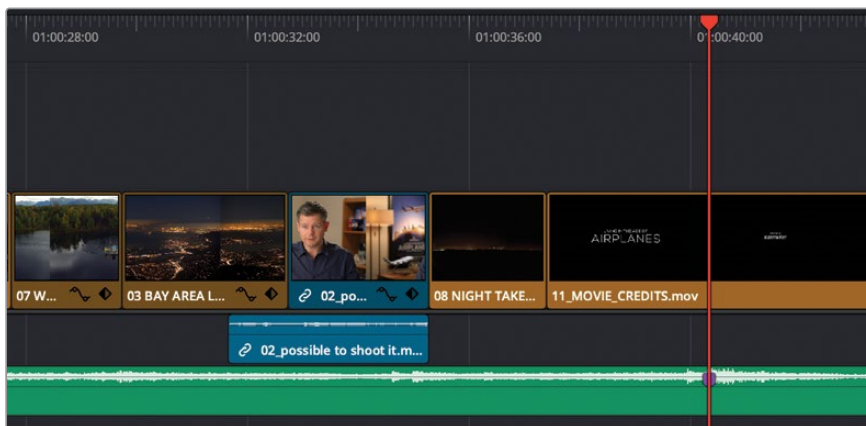 01:00:28:00
01:00:32:00
01:00:36:00
01:00:40:00
AIRPLANES
07 W...
03 BAY AREA L...
02_po...
08 NIGHT TAKE...
11_MOVIE_CREDITS.mov
02_possible to shoot it.m...